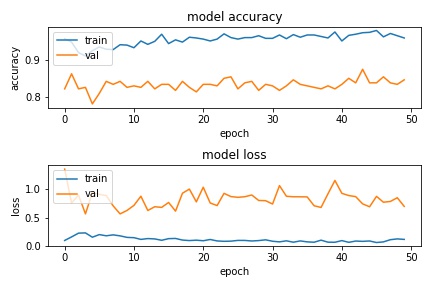 model accuracy
train
val
0.9
0.8
accuracy
0 10 20 30 40 50
epoch
model loss
train
val
1.0
0.5
0.0
loss
0 10 20 30 40 50
epoch